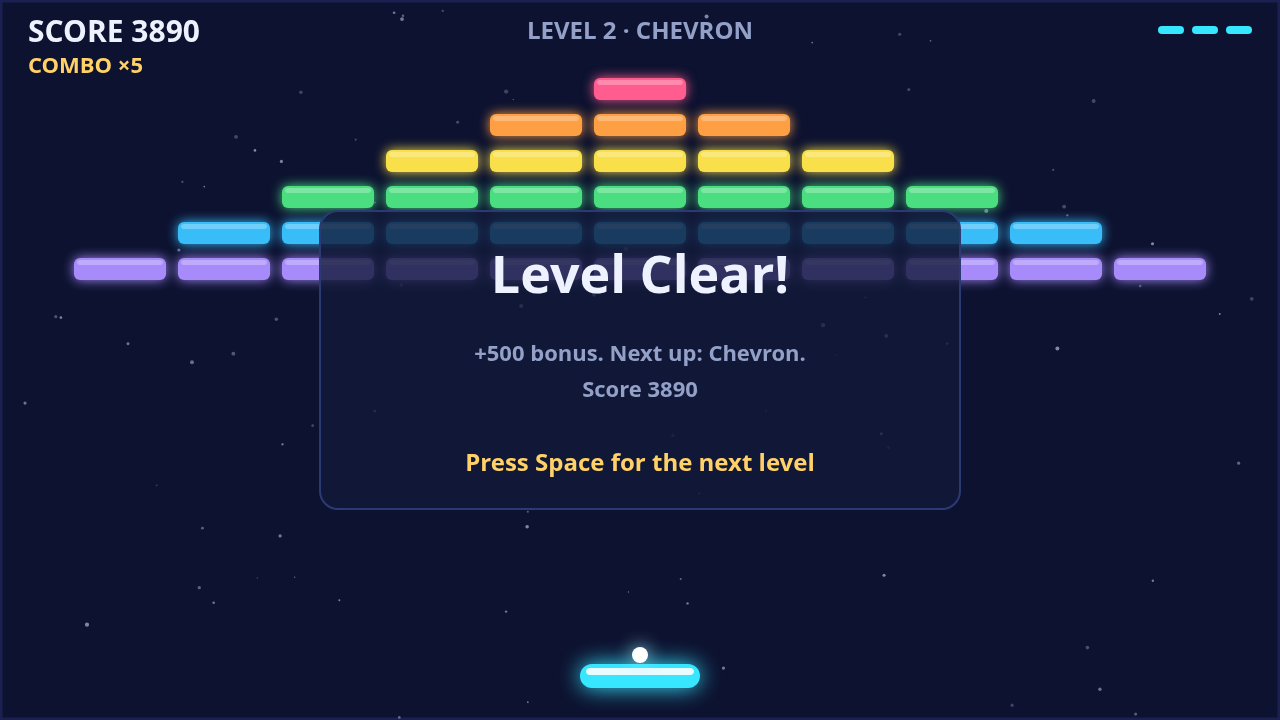 SCORE 3890
LEVEL 2 · CHEVRON
COMBO ×5
Level Clear!
+500 bonus. Next up: Chevron.
Score 3890
Press Space for the next level